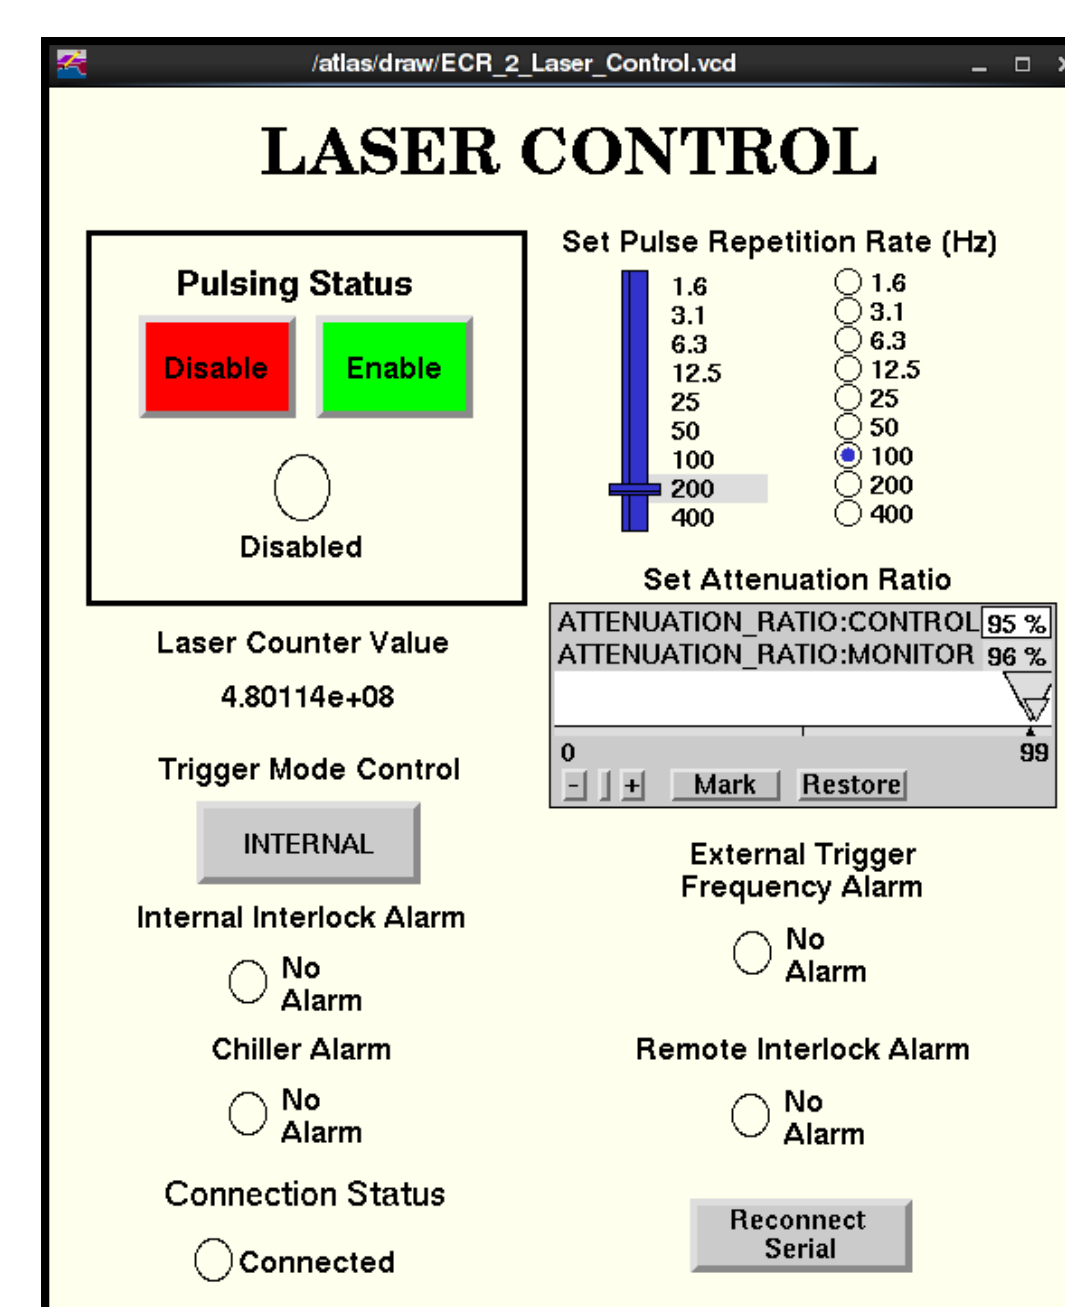 /atlas/draw/ECR_2_Laser_Control.vcd
LASER CONTROL
Pulsing Status
Disable
Enable
Disabled
Set Pulse Repetition Rate (Hz)
1.6
3.1
6.3
12.5
25
50
100
200
400
1.6
3.1
6.3
12.5
25
50
100
200
400
Laser Counter Value
4.80114e+08
Set Attenuation Ratio
ATTENUATION_RATIO:CONTROL 95 %
ATTENUATION_RATIO:MONITOR 96 %
0 99
- + Mark Restore
Trigger Mode Control
INTERNAL
External Trigger
Frequency Alarm
No
Alarm
Internal Interlock Alarm
No
Alarm
Chiller Alarm
No
Alarm
Remote Interlock Alarm
No
Alarm
Connection Status
Connected
Reconnect
Serial